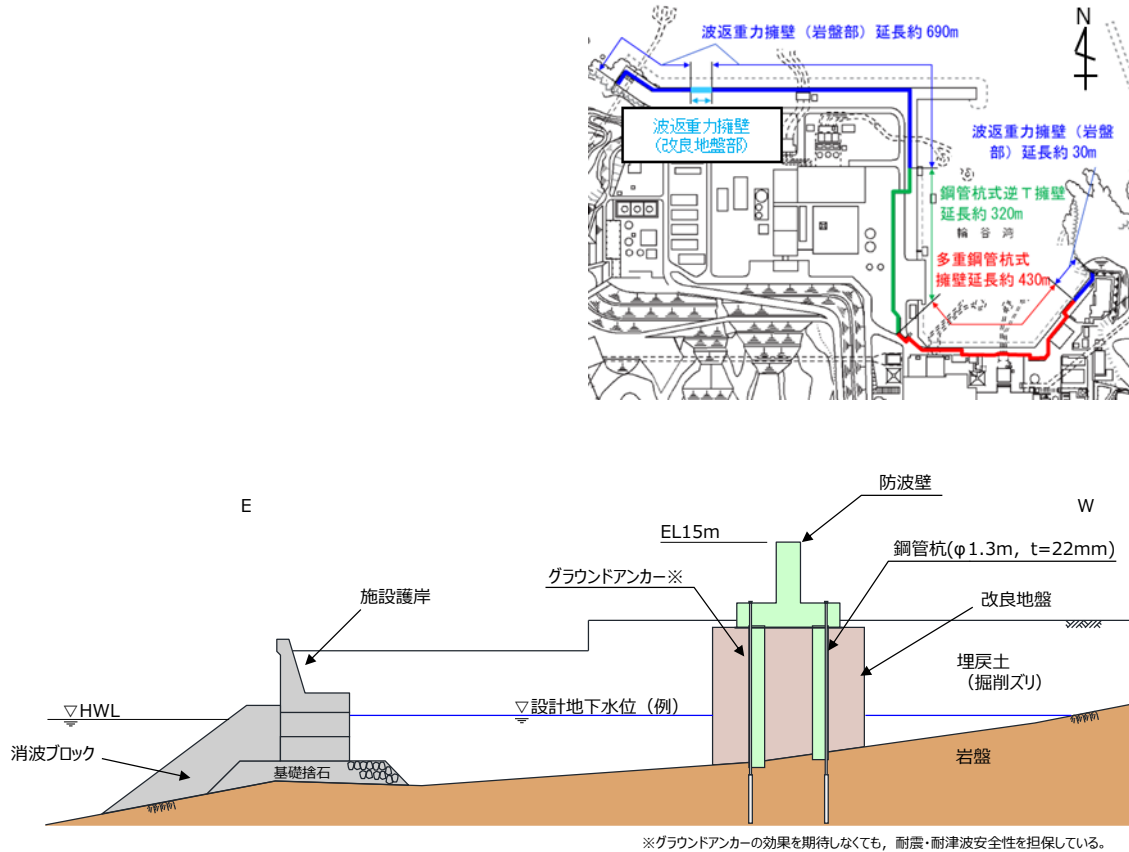 波返重力擁壁（岩盤部）延長約 690m
N
波返重力擁壁
(改良地盤部)
波返重力擁壁（岩盤
部）延長約 30m
鋼管杭式逆Ｔ擁壁
延長約 320m
輪谷湾
多重鋼管杭式
擁壁延長約 430m
E
W
防波壁
EL15m
鋼管杭(φ1.3m, t=22mm)
グラウンドアンカー※
施設護岸
改良地盤
埋戻土
（掘削ズリ）
▽HWL
▽設計地下水位（例）
消波ブロック
基礎捨石
岩盤
※グラウンドアンカーの効果を期待しなくても，耐震・耐津波安全性を担保している。